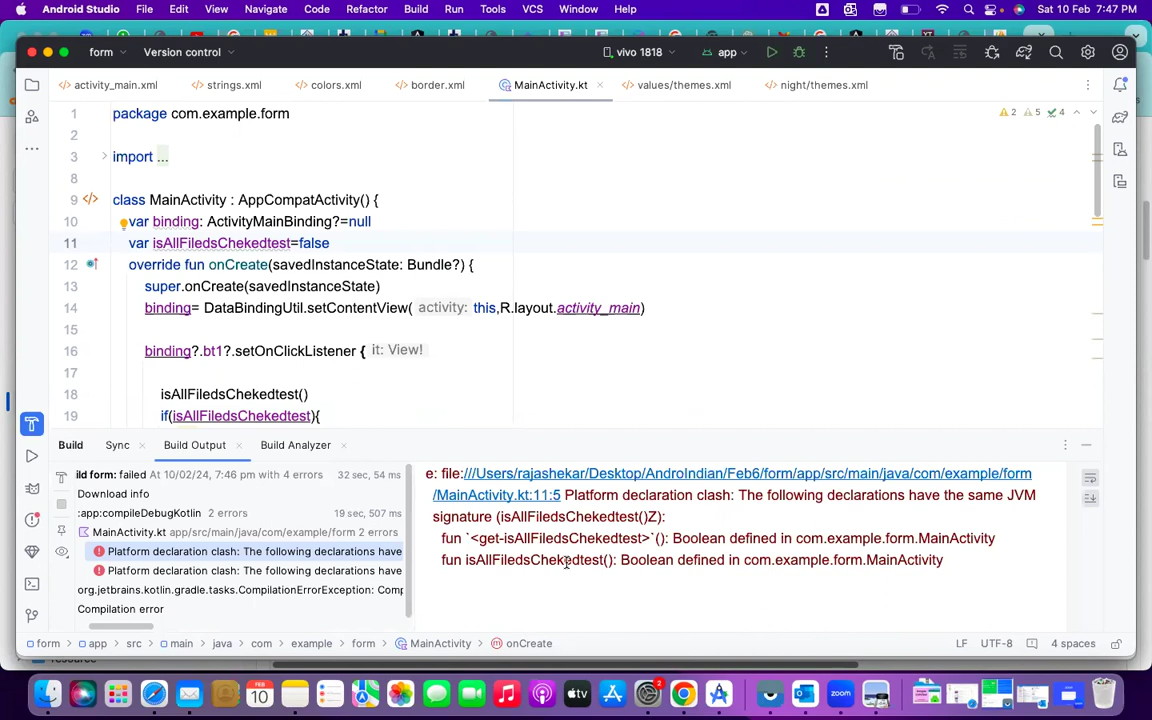 Android Studio File Edit View Navigate Code Refactor Build Run Tools VCS Window Help Sat 10 Feb 7:47 PM
form Version control vivo 1818 app
activity_main.xml strings.xml colors.xml border.xml MainActivity.kt values/themes.xml night/themes.xml
1 package com.example.form 2 5 4
2
3 import ...
8
9 class MainActivity : AppCompatActivity() {
10 var binding: ActivityMainBinding?=null
11 var isAllFiledsChekedtest=false
12 override fun onCreate(savedInstanceState: Bundle?) {
13 super.onCreate(savedInstanceState)
14 binding= DataBindingUtil.setContentView( activity: this,R.layout.activity_main)
15
16 binding?.bt1?.setOnClickListener { it: View!
17
18 isAllFiledsChekedtest()
19 if(isAllFiledsChekedtest){
Build Sync Build Output Build Analyzer
ild form: failed At 10/02/24, 7:46 pm with 4 errors 32 sec, 54 ms
Download info
:app:compileDebugKotlin 2 errors 19 sec, 507 ms
MainActivity.kt app/src/main/java/com/example/form 2 errors
Platform declaration clash: The following declarations have
Platform declaration clash: The following declarations have
org.jetbrains.kotlin.gradle.tasks.CompilationErrorException: Comp
Compilation error
e: file:///Users/rajashekar/Desktop/AndroIndian/Feb6/form/app/src/main/java/com/example/form
/MainActivity.kt:11:5 Platform declaration clash: The following declarations have the same JVM
signature (isAllFiledsChekedtest()Z):
fun `<get-isAllFiledsChekedtest>`(): Boolean defined in com.example.form.MainActivity
fun isAllFiledsChekedtest(): Boolean defined in com.example.form.MainActivity
form app src main java com example form MainActivity onCreate LF UTF-8 4 spaces
FEB
10
2
tv
zoom